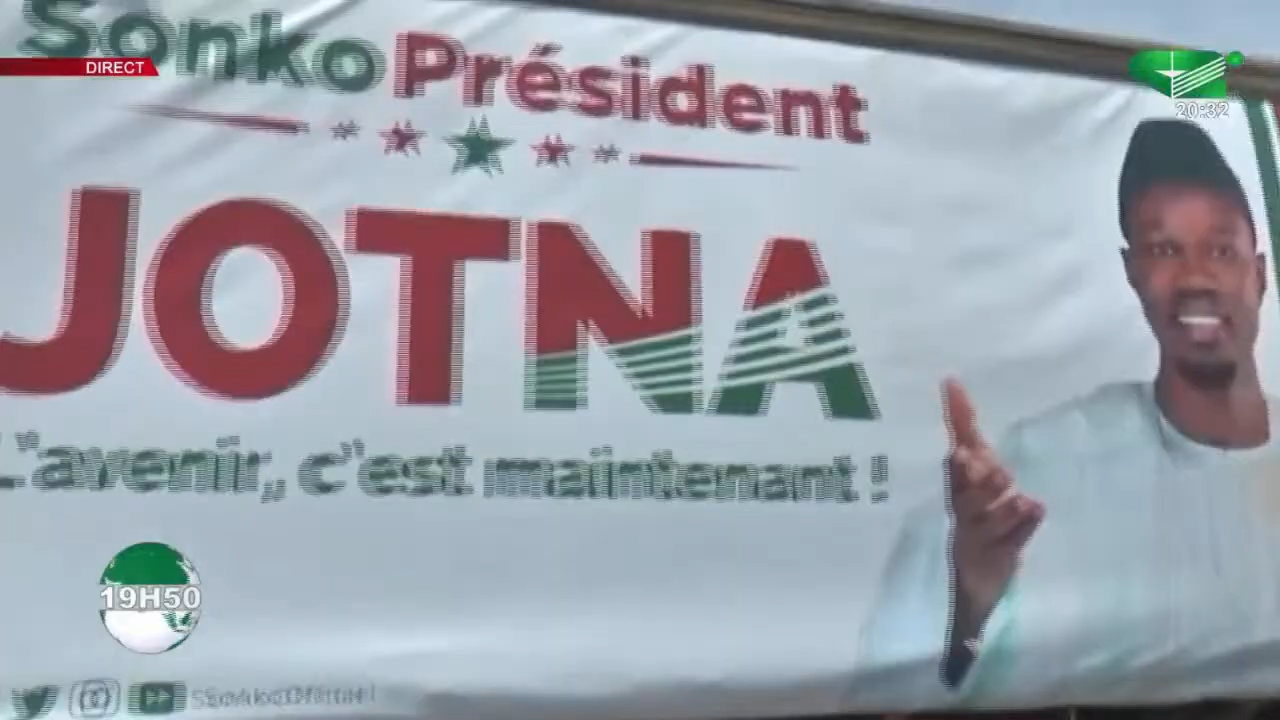 Sonko Président
DIRECT
20:32
JOTNA
L'avenir, c'est maintenant !
19H50